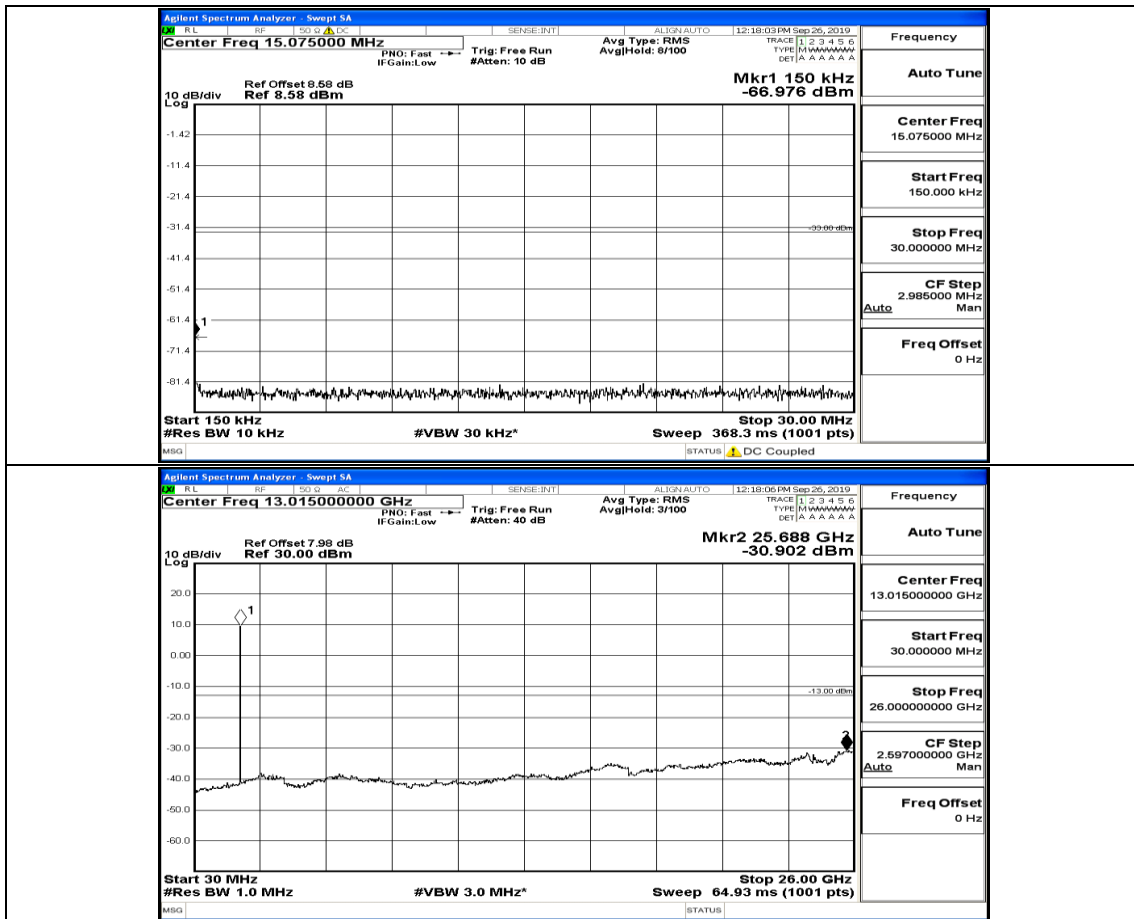 Agilent Spectrum Analyzer - Swept SA
LXI RL RF 50 Ω DC SENSE:INT ALIGN AUTO 12:18:03 PM Sep 26, 2019
Center Freq 15.075000 MHz
PNO: Fast
IFGain:Low
Trig: Free Run
#Atten: 10 dB
Avg Type: RMS
Avg|Hold: 8/100
TRACE 1 2 3 4 5 6
TYPE M W W W W W
DET A A A A A A
Frequency
Auto Tune
Mkr1 150 kHz
-66.976 dBm
Ref Offset 8.58 dB
10 dB/div Ref 8.58 dBm
Log
-1.42
-11.4
-21.4
-31.4
-33.00 dBm
-41.4
-51.4
-61.4
1
-71.4
-81.4
Center Freq
15.075000 MHz
Start Freq
150.000 kHz
Stop Freq
30.000000 MHz
CF Step
2.985000 MHz
Auto Man
Freq Offset
0 Hz
Start 150 kHz Stop 30.00 MHz
#Res BW 10 kHz #VBW 30 kHz* Sweep 368.3 ms (1001 pts)
MSG STATUS DC Coupled
Agilent Spectrum Analyzer - Swept SA
LXI RL RF 50 Ω AC SENSE:INT ALIGN AUTO 12:18:06 PM Sep 26, 2019
Center Freq 13.015000000 GHz
PNO: Fast
IFGain:Low
Trig: Free Run
#Atten: 40 dB
Avg Type: RMS
Avg|Hold: 3/100
TRACE 1 2 3 4 5 6
TYPE M W W W W W
DET A A A A A A
Frequency
Auto Tune
Mkr2 25.688 GHz
-30.902 dBm
Ref Offset 7.98 dB
10 dB/div Ref 30.00 dBm
Log
20.0
1
10.0
0.00
-10.0
-13.00 dBm
-20.0
2
-30.0
-40.0
-50.0
-60.0
Center Freq
13.015000000 GHz
Start Freq
30.000000 MHz
Stop Freq
26.000000000 GHz
CF Step
2.597000000 GHz
Auto Man
Freq Offset
0 Hz
Start 30 MHz Stop 26.00 GHz
#Res BW 1.0 MHz #VBW 3.0 MHz* Sweep 64.93 ms (1001 pts)
MSG STATUS